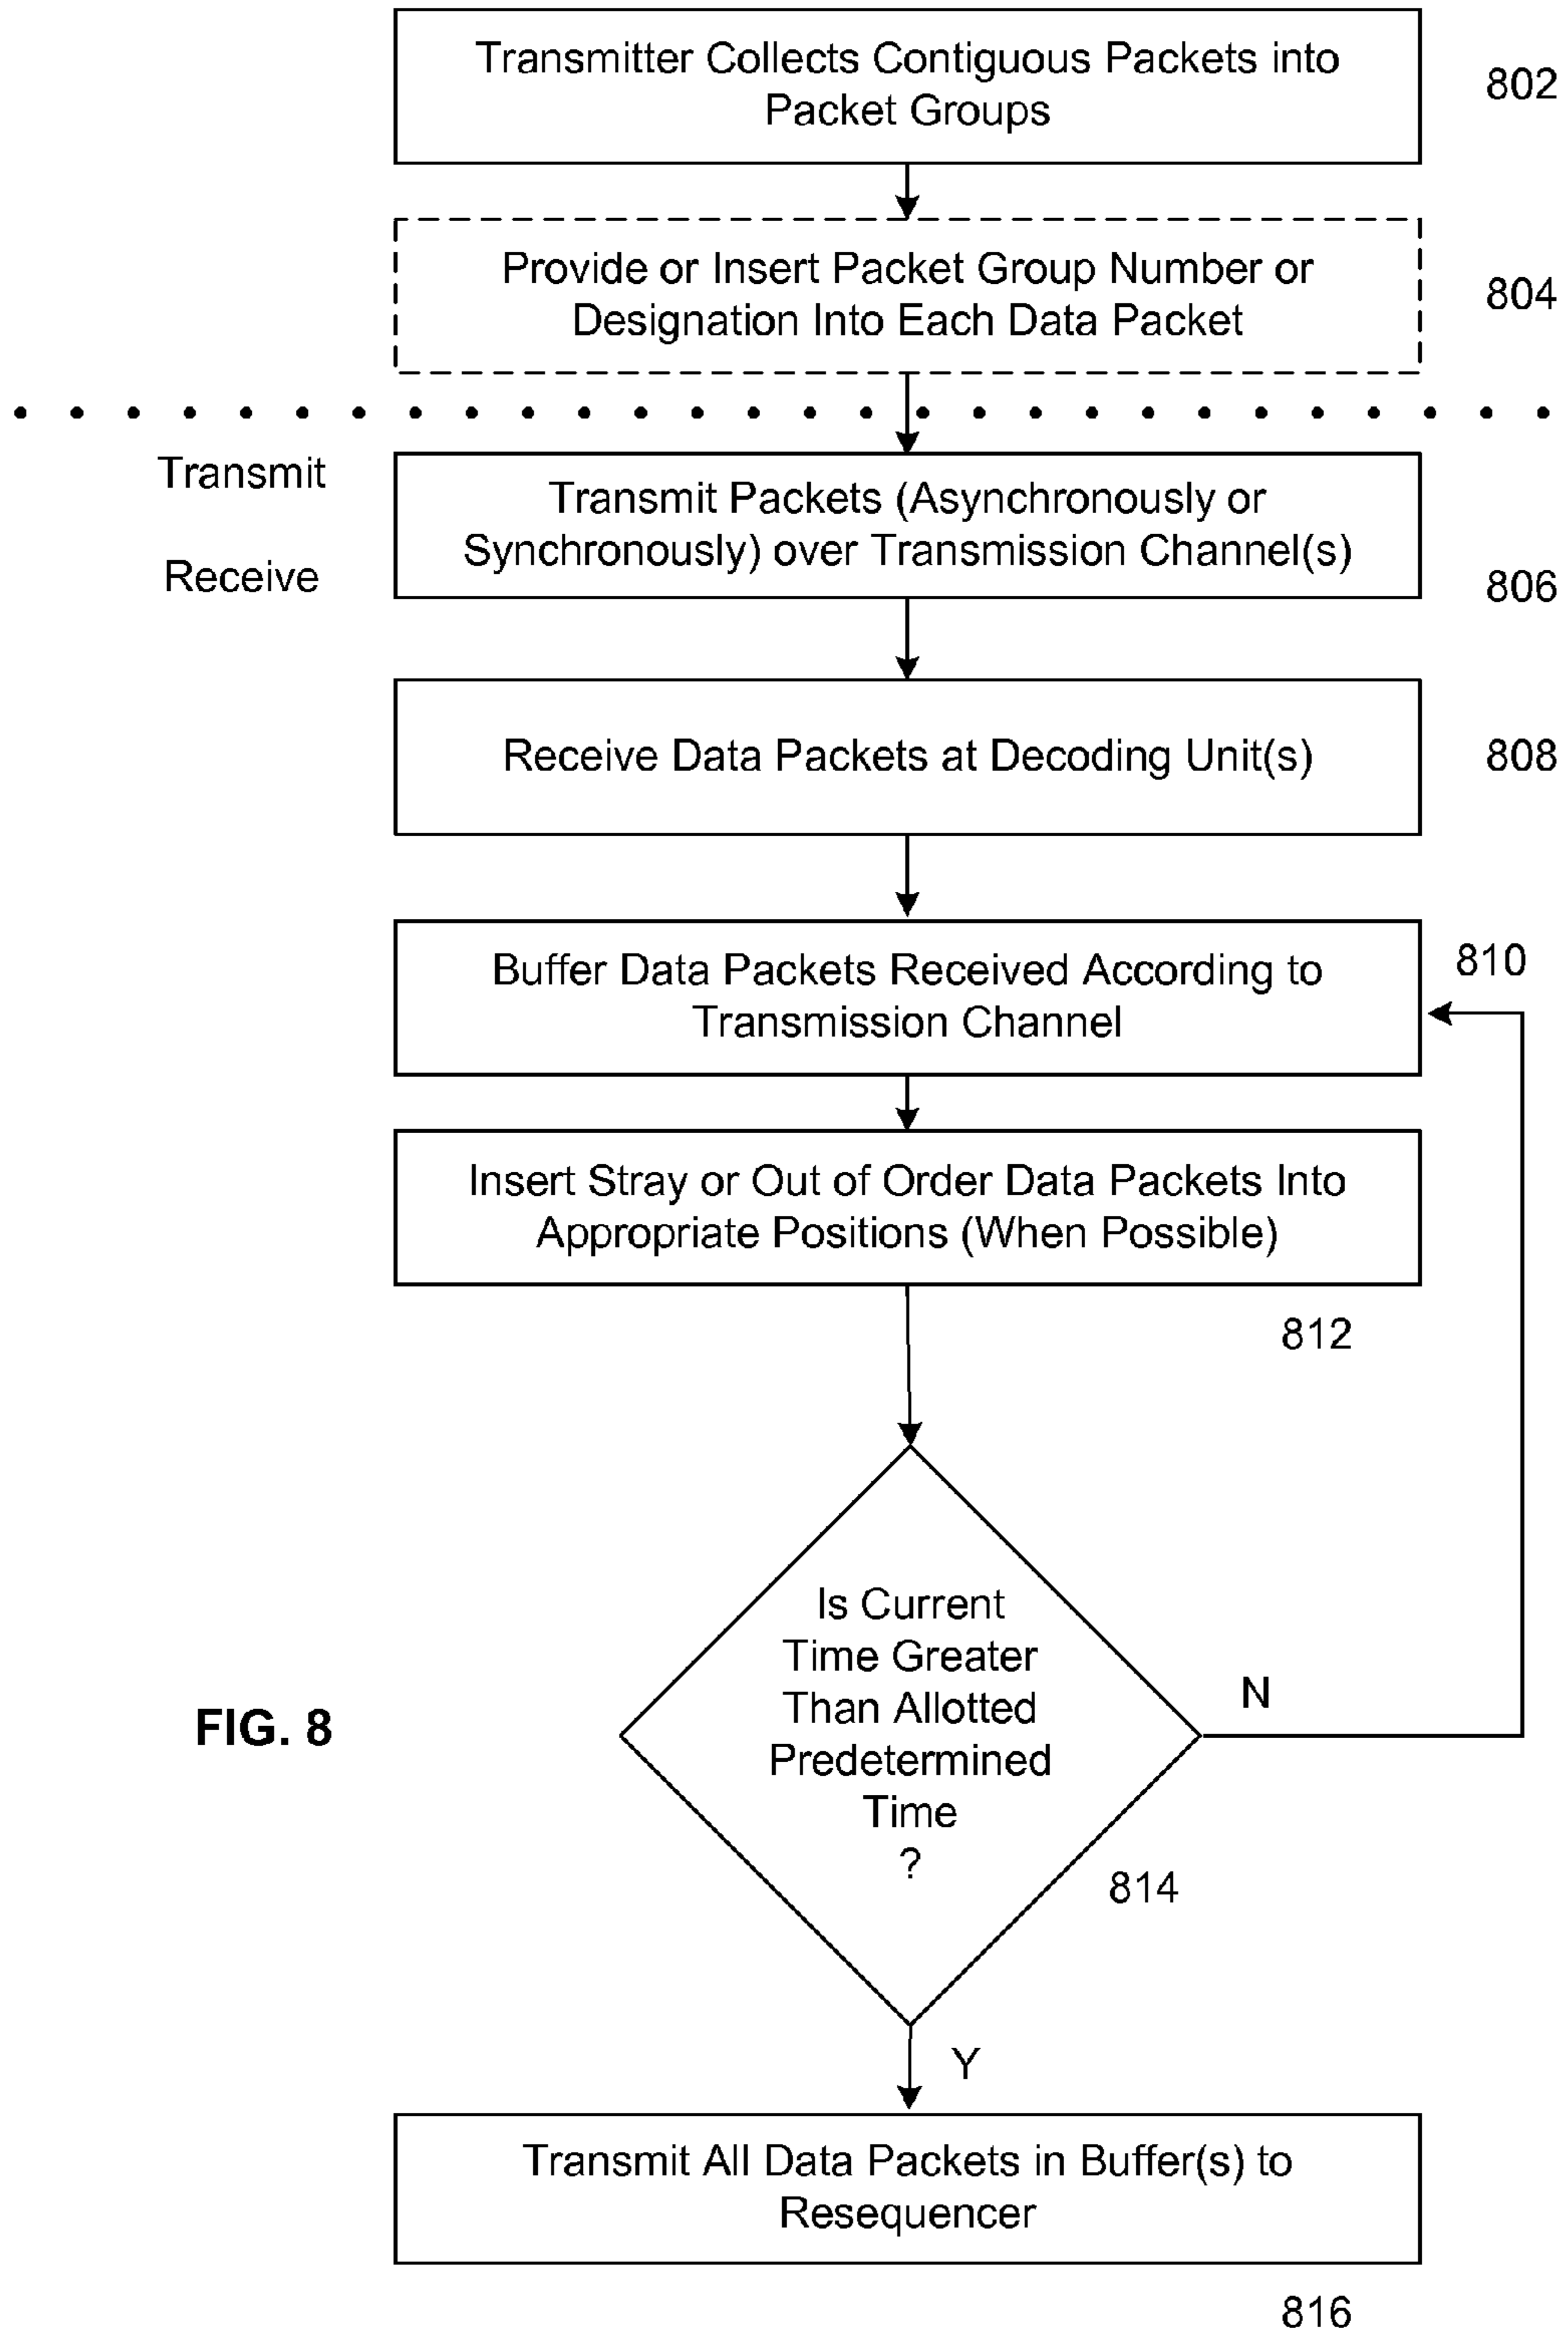 Transmitter Collects Contiguous Packets into
Packet Groups
802
Provide or Insert Packet Group Number or
Designation Into Each Data Packet
804
Transmit
Receive
Transmit Packets (Asynchronously or
Synchronously) over Transmission Channel(s)
806
Receive Data Packets at Decoding Unit(s)
808
Buffer Data Packets Received According to
Transmission Channel
810
Insert Stray or Out of Order Data Packets Into
Appropriate Positions (When Possible)
812
Is Current
Time Greater
Than Allotted
Predetermined
Time
?
N
FIG. 8
814
Y
Transmit All Data Packets in Buffer(s) to
Resequencer
816